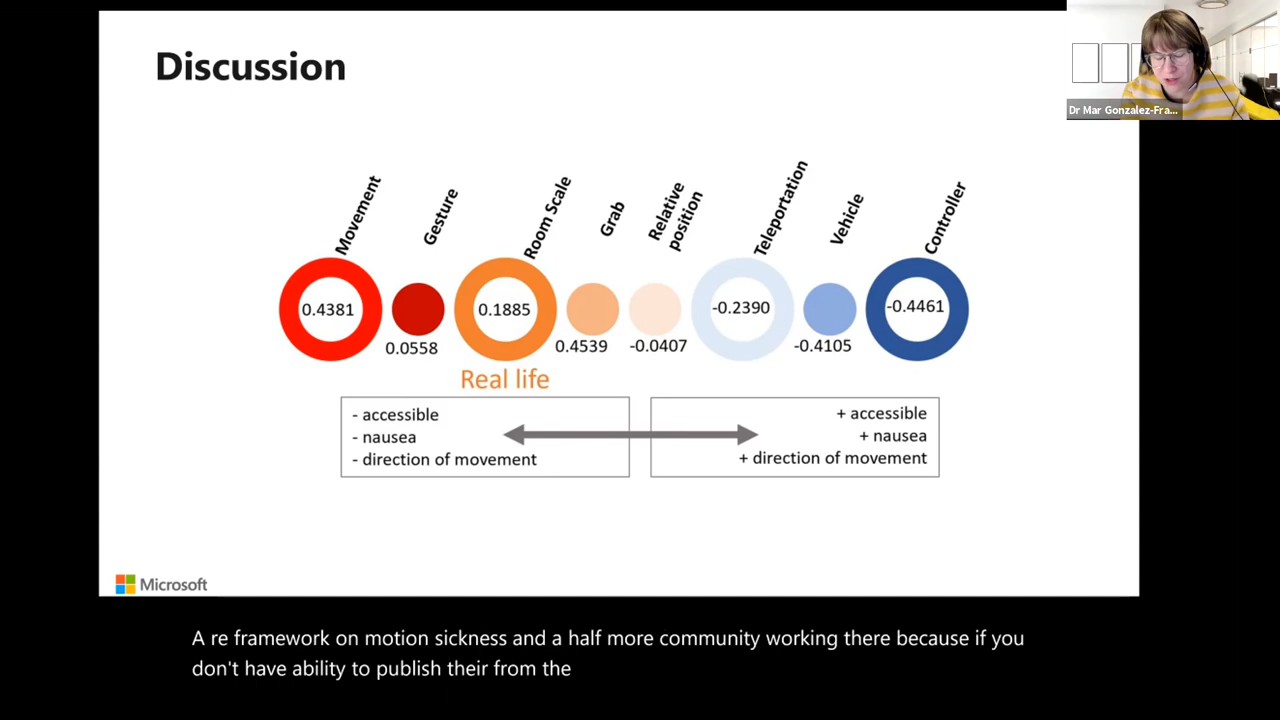 Discussion
Dr Mar Gonzalez-Fra...
Movement
Gesture
Room Scale
Grab
Relative
position
Teleportation
Vehicle
Controller
0.4381
0.0558
0.1885
0.4539
-0.0407
-0.2390
-0.4105
-0.4461
Real life
- accessible
- nausea
- direction of movement
+ accessible
+ nausea
+ direction of movement
Microsoft
A re framework on motion sickness and a half more community working there because if you
don't have ability to publish their from the